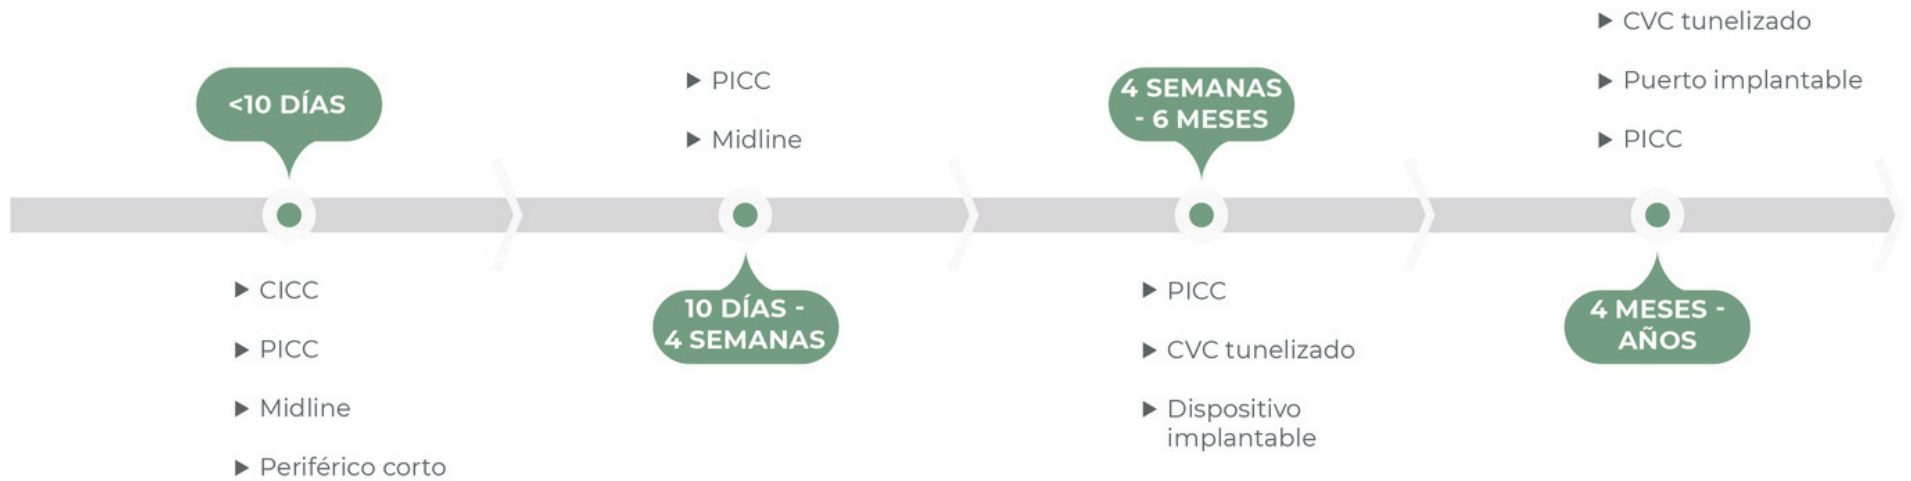 <10 DÍAS
CICC
PICC
Midline
Periférico corto
PICC
Midline
10 DÍAS -
4 SEMANAS
4 SEMANAS
- 6 MESES
PICC
CVC tunelizado
Dispositivo
implantable
CVC tunelizado
Puerto implantable
PICC
4 MESES -
AÑOS